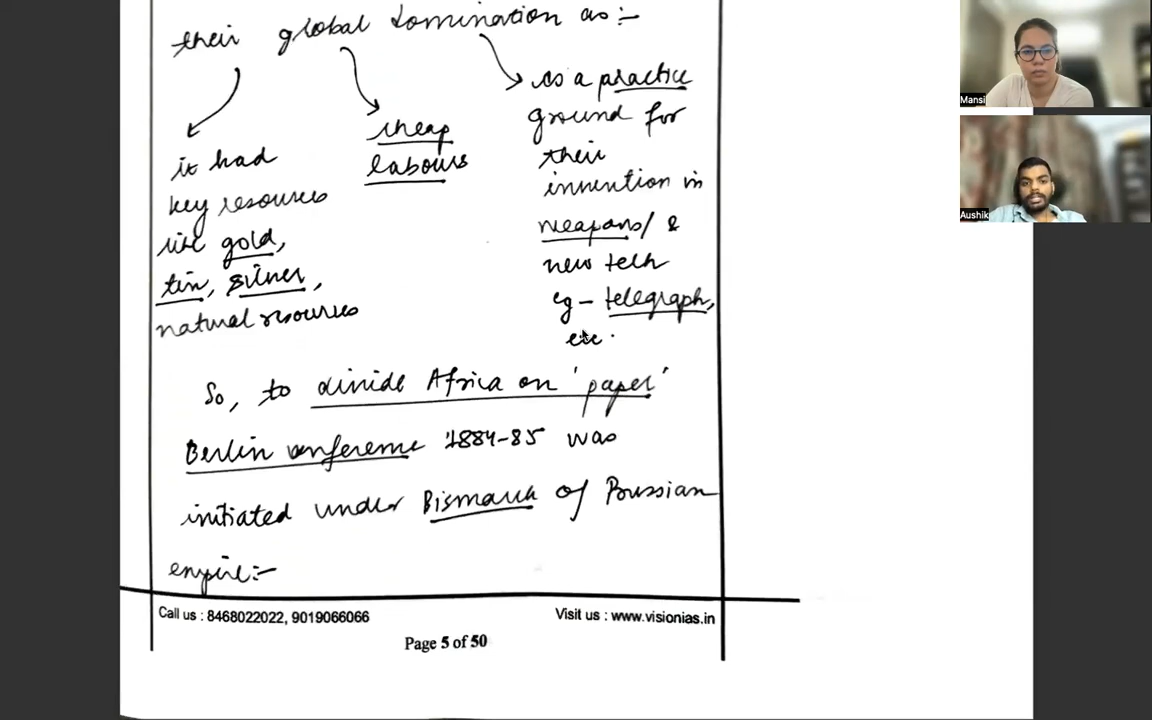 their global domination as :-
it had
key resources
like gold,
tin, silver,
natural resources
cheap
labours
as a practice
ground for
their
invention in
weapons/ &
new tech
eg - telegraph,
etc.
So, to divide Africa on 'paper'
Berlin conference 1884-85 was
initiated under Bismarck of Prussian
empire:-
Call us : 8468022022, 9019066066
Visit us : www.visionias.in
Page 5 of 50
Mansi
Aushik